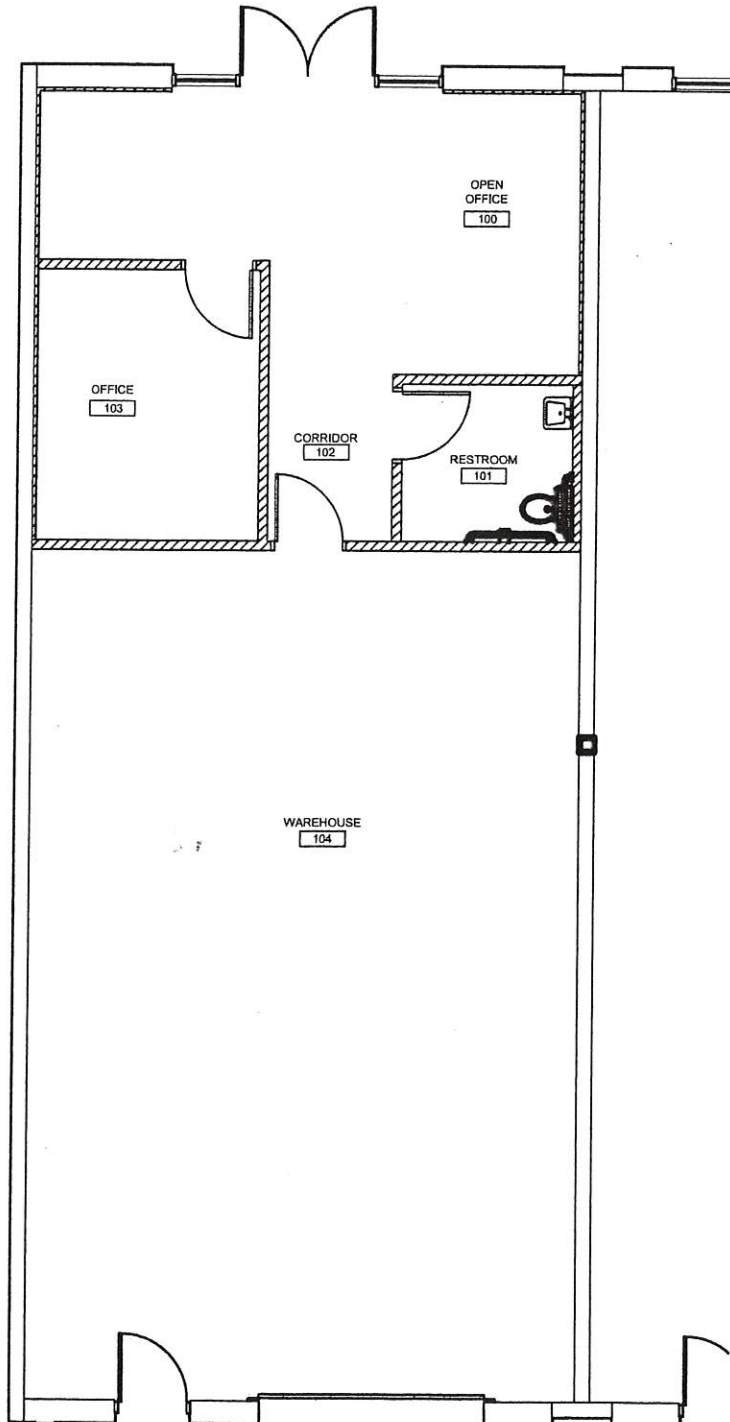 OPEN
OFFICE
100
OFFICE
103
CORRIDOR
102
RESTROOM
101
WAREHOUSE
104